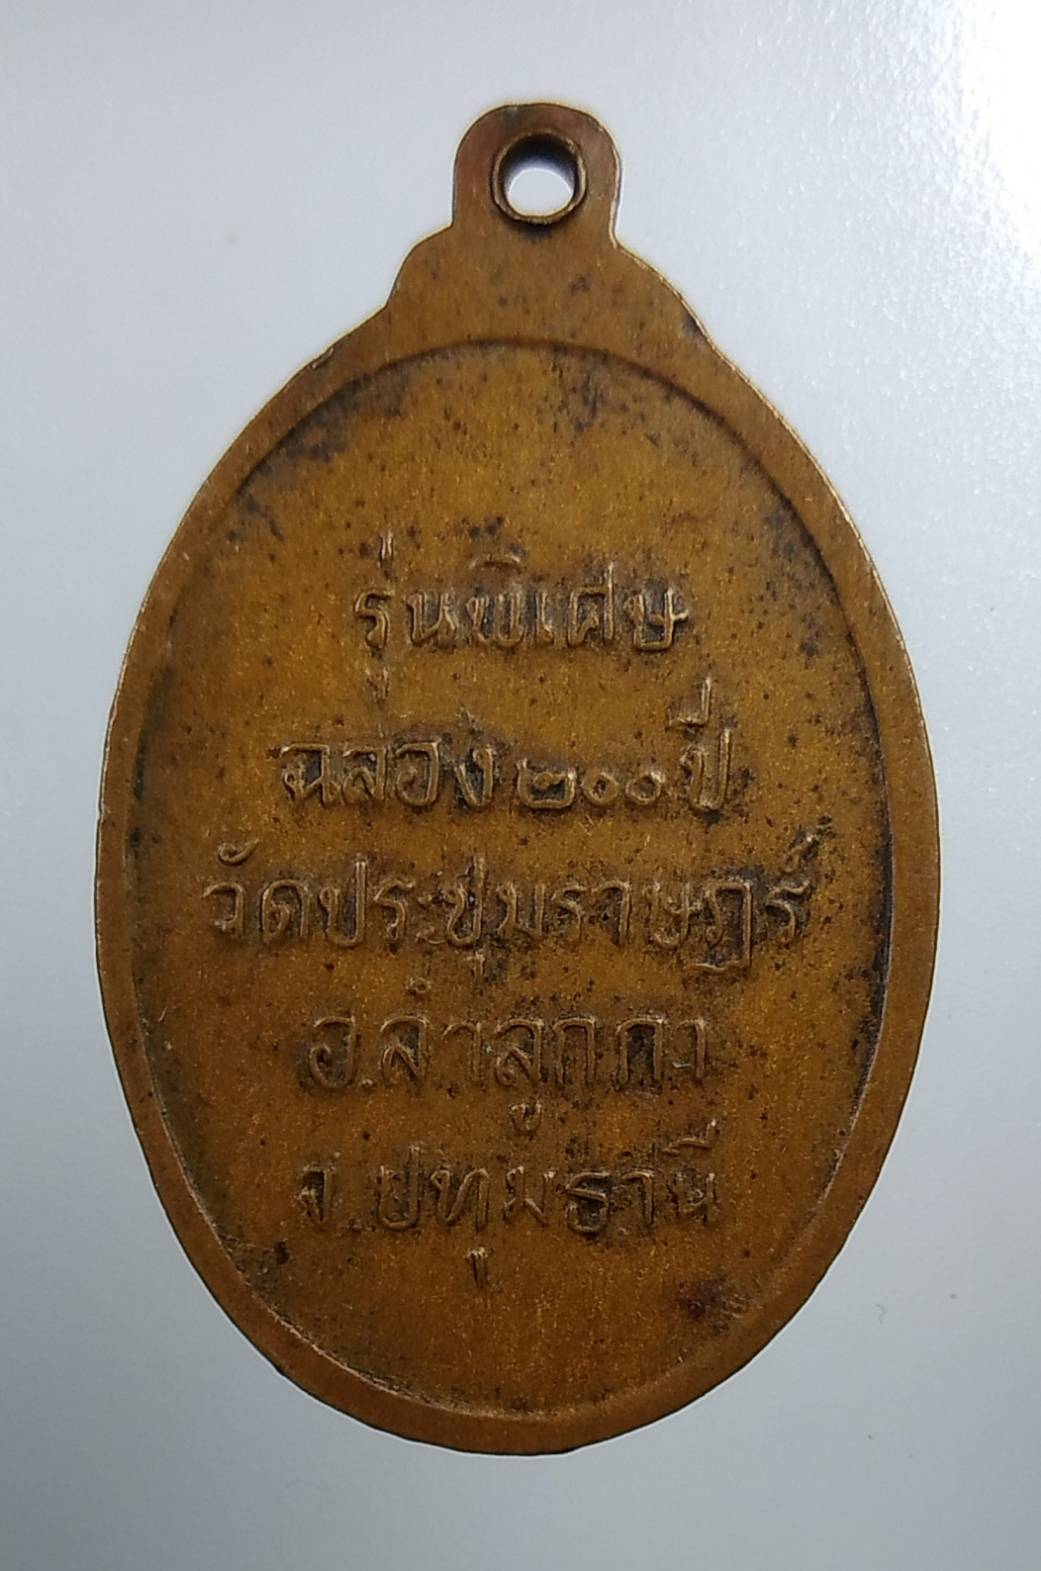 รุ่นพิเศษ
ฉลอง ๒๐๐ ปี
วัดประชุมราษฎร์
อ.ลำลูกกา
จ.ปทุมธานี